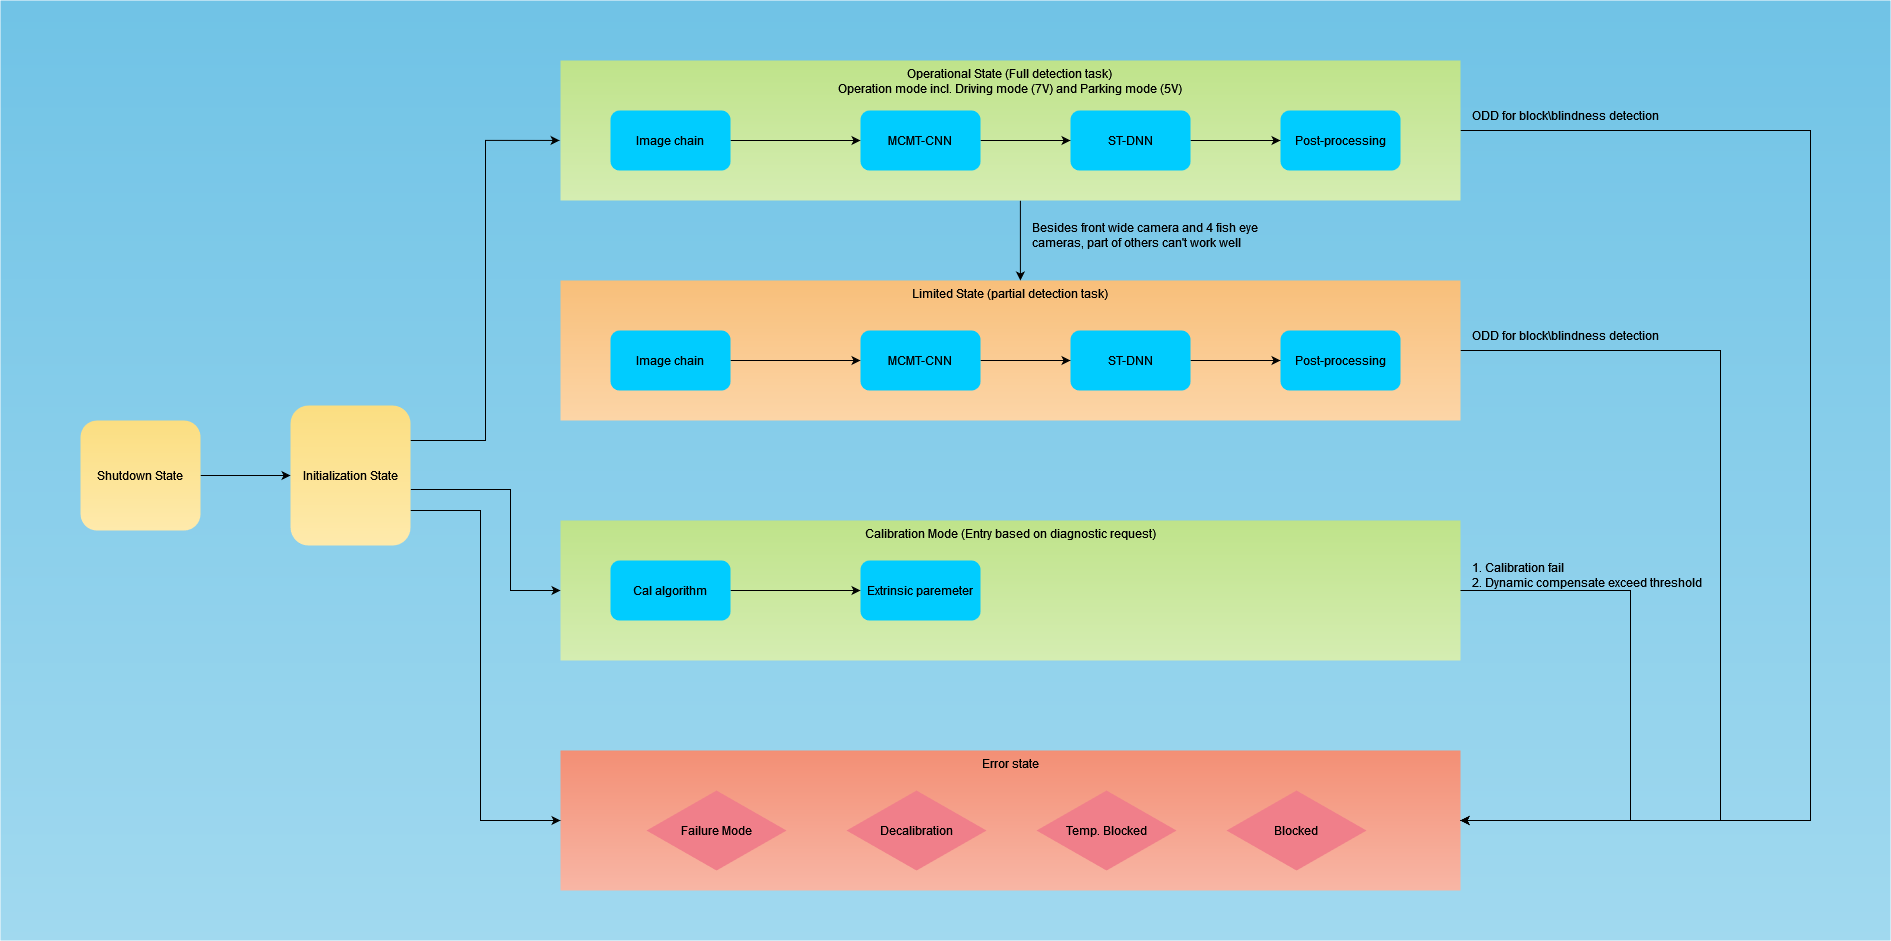 Operational State (Full detection task)
Operation mode incl. Driving mode (7V) and Parking mode (5V)
Image chain
MCMT-CNN
ST-DNN
Post-processing
ODD for block\blindness detection
Besides front wide camera and 4 fish eye
cameras, part of others can't work well
Limited State (partial detection task)
Image chain
MCMT-CNN
ST-DNN
Post-processing
ODD for block\blindness detection
Shutdown State
Initialization State
Calibration Mode (Entry based on diagnostic request)
Cal algorithm
Extrinsic paremeter
1. Calibration fail
2. Dynamic compensate exceed threshold
Error state
Failure Mode
Decalibration
Temp. Blocked
Blocked